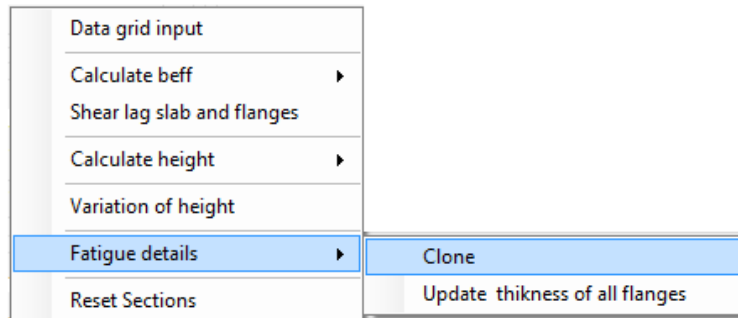 Data grid input
Calculate beff
Shear lag slab and flanges
Calculate height
Variation of height
Fatigue details
Clone
Update thikness of all flanges
Reset Sections